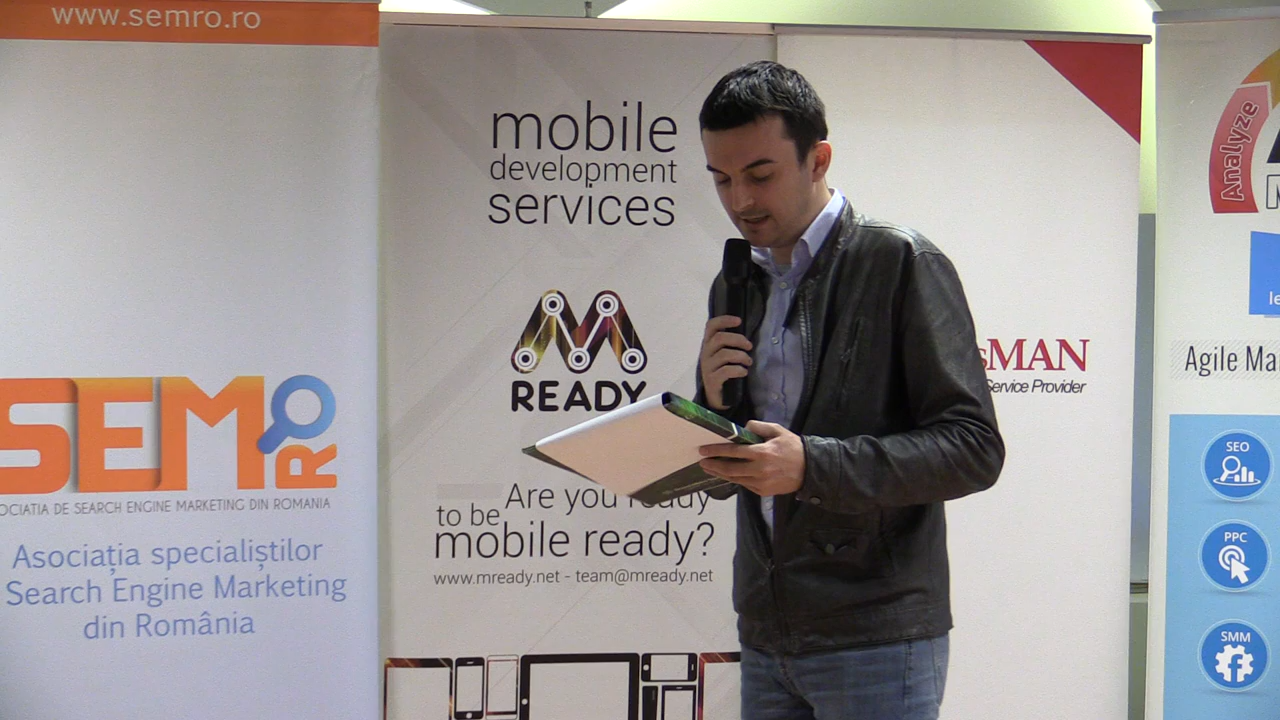 www.semro.ro
SEM RO
OCIATIA DE SEARCH ENGINE MARKETING DIN ROMANIA
Asociația specialiștilor
Search Engine Marketing
din România
mobile
development
services
M
READY
Are you ready
to be
mobile ready?
www.mready.net - team@mready.net
sMAN
Service Provider
Analyze
Agile Ma
SEO
PPC
SMM